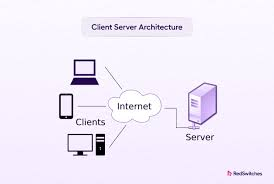 Client Server Architecture
Internet
Clients
Server
RedSwitches